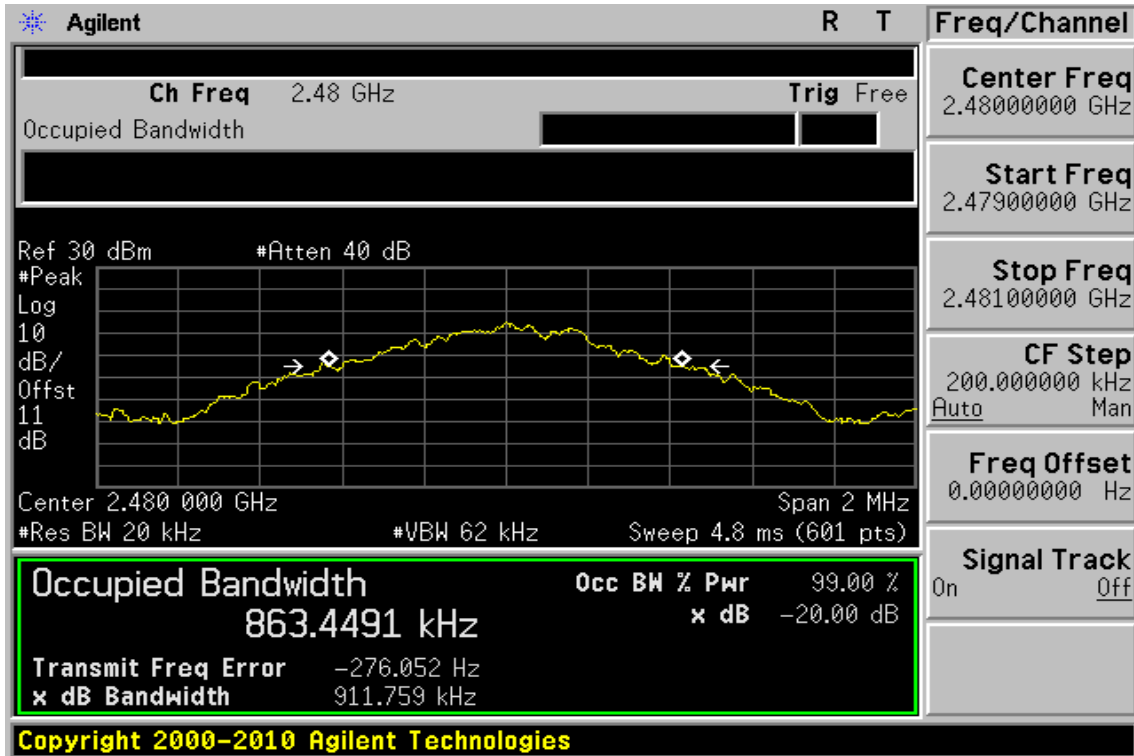 Agilent R T Freq/Channel
Ch Freq 2.48 GHz Trig Free
Occupied Bandwidth
Center Freq
2.48000000 GHz
Start Freq
2.47900000 GHz
Stop Freq
2.48100000 GHz
CF Step
200.000000 kHz
Auto Man
Freq Offset
0.00000000 Hz
Signal Track
On Off
Ref 30 dBm #Atten 40 dB
#Peak
Log
10
dB/
Offst
11
dB
Center 2.480 000 GHz Span 2 MHz
#Res BW 20 kHz #VBW 62 kHz Sweep 4.8 ms (601 pts)
Occupied Bandwidth Occ BW % Pwr 99.00 %
863.4491 kHz x dB -20.00 dB
Transmit Freq Error -276.052 Hz
x dB Bandwidth 911.759 kHz
Copyright 2000-2010 Agilent Technologies